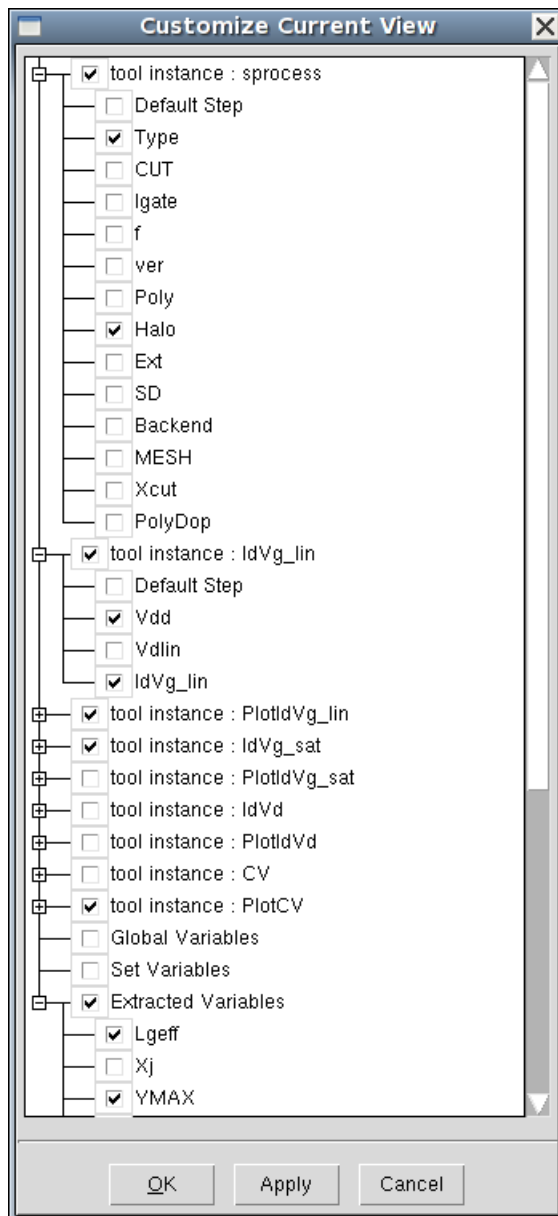 Customize Current View
tool instance : sprocess
Default Step
Type
CUT
lgate
f
ver
Poly
Halo
Ext
SD
Backend
MESH
Xcut
PolyDop
tool instance : IdVg_lin
Default Step
Vdd
Vdlin
IdVg_lin
tool instance : PlotIdVg_lin
tool instance : IdVg_sat
tool instance : PlotIdVg_sat
tool instance : IdVd
tool instance : PlotIdVd
tool instance : CV
tool instance : PlotCV
Global Variables
Set Variables
Extracted Variables
Lgeff
Xj
YMAX
OK Apply Cancel